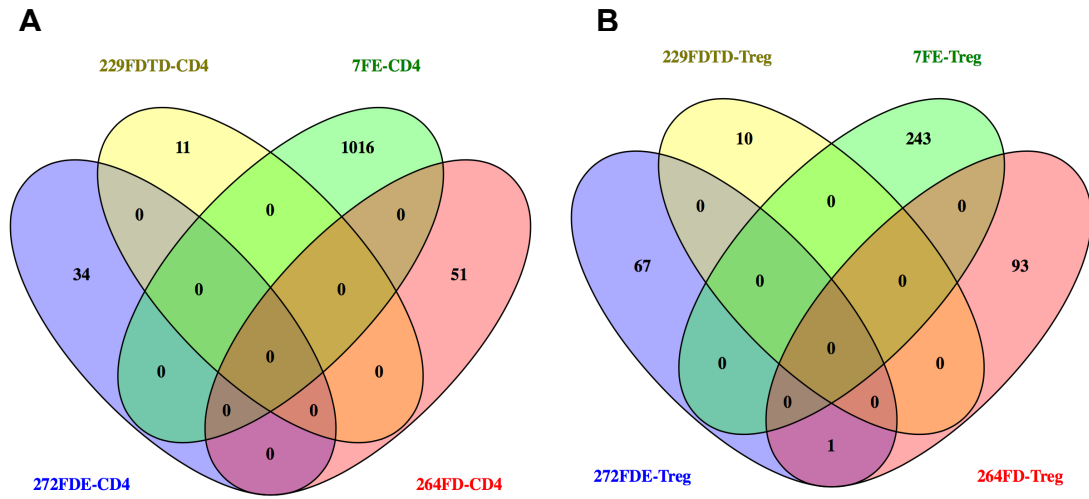 A
229FDTD-CD4 7FE-CD4
11 1016
0 0 0
34 51
0 0
0
0 0
0 0
0
272FDE-CD4 264FD-CD4
B
229FDTD-Treg 7FE-Treg
10 243
0 0 0
67 93
0 0
0
0 0
0 0
1
272FDE-Treg 264FD-Treg